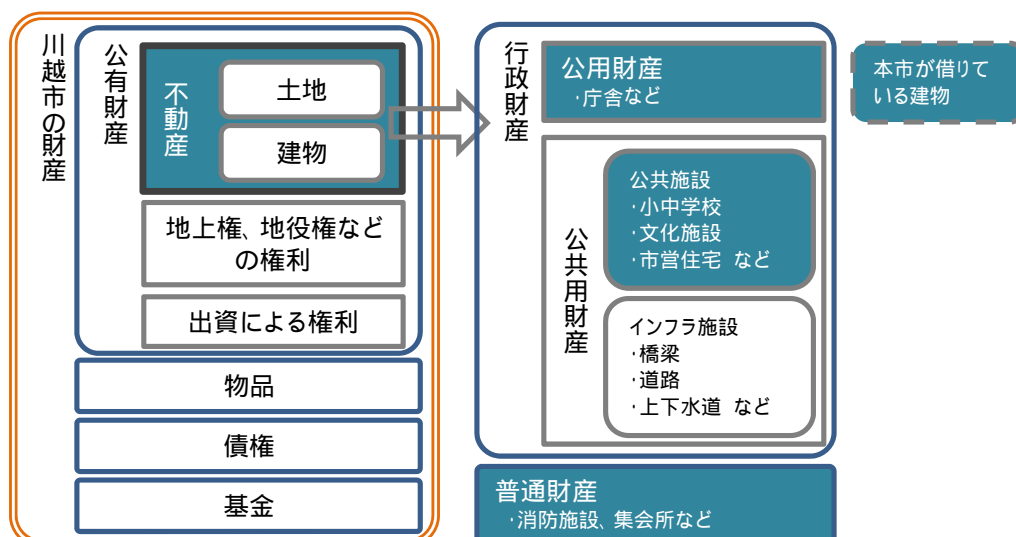 川越市の財産
公有財産
不動産
土地
建物
地上権、地役権など
の権利
出資による権利
物品
債権
基金
行政財産
公用財産
・庁舎など
公共用財産
公共施設
・小中学校
・文化施設
・市営住宅 など
インフラ施設
・橋梁
・道路
・上下水道 など
普通財産
・消防施設、集会所など
本市が借りて
いる建物